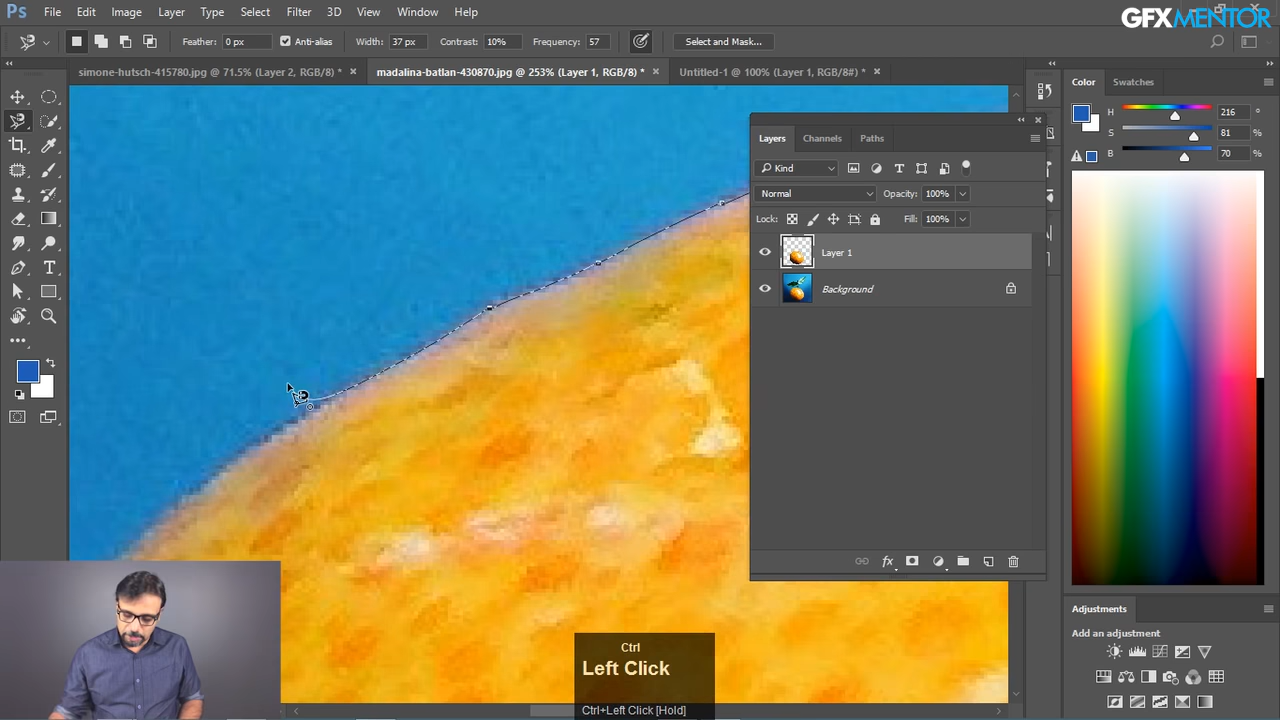 Ps File Edit Image Layer Type Select Filter 3D View Window Help
GFXMENTOR
Feather: 0 px Anti-alias Width: 37 px Contrast: 10% Frequency: 57 Select and Mask...
simone-hutsch-415780.jpg @ 71.5% (Layer 2, RGB/8) * madalina-batlan-430870.jpg @ 253% (Layer 1, RGB/8) * Untitled-1 @ 100% (Layer 1, RGB/8#) *
Color Swatches
H 216 °
S 81 %
B 70 %
Layers Channels Paths
Kind
Normal Opacity: 100%
Lock: Fill: 100%
Layer 1
Background
Adjustments
Add an adjustment
Ctrl
Left Click
Ctrl+Left Click [Hold]